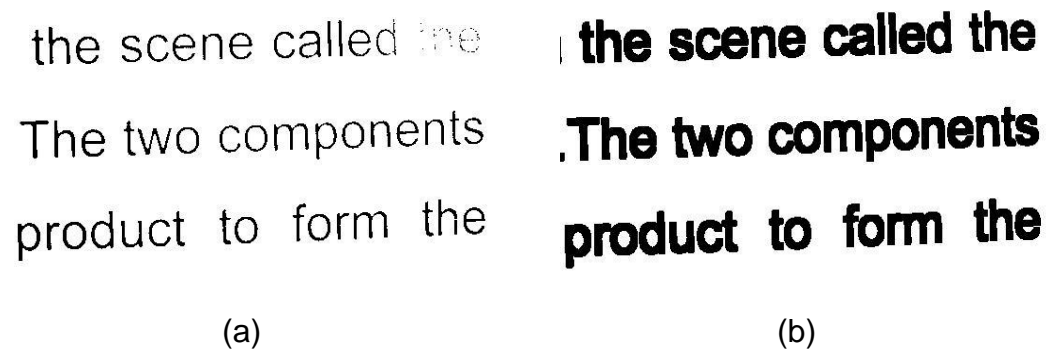 the scene called the
The two components
product to form the
(a)
the scene called the
.The two components
product to form the
(b)